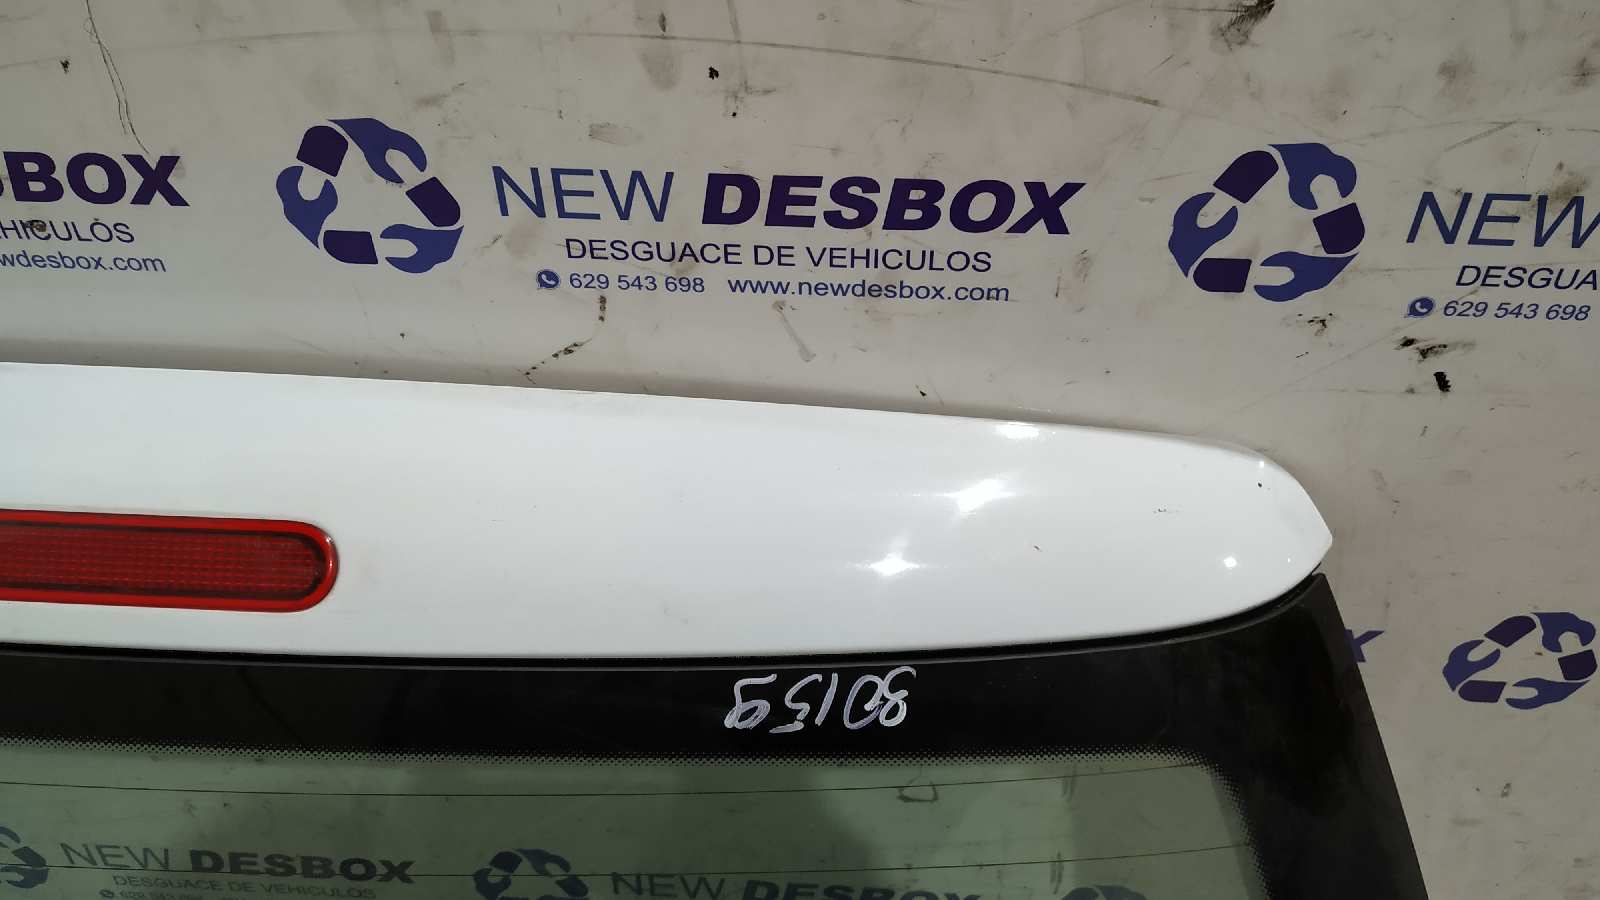 NEW DESBOX
DESGUACE DE VEHICULOS
629 543 698 www.newdesbox.com
BOX
HICULOS
wdesbox.com
NEW
DESGUA
629 543 698
NEW DESBOX
DESGUACE DE VEHICULOS
NEW DESBOX